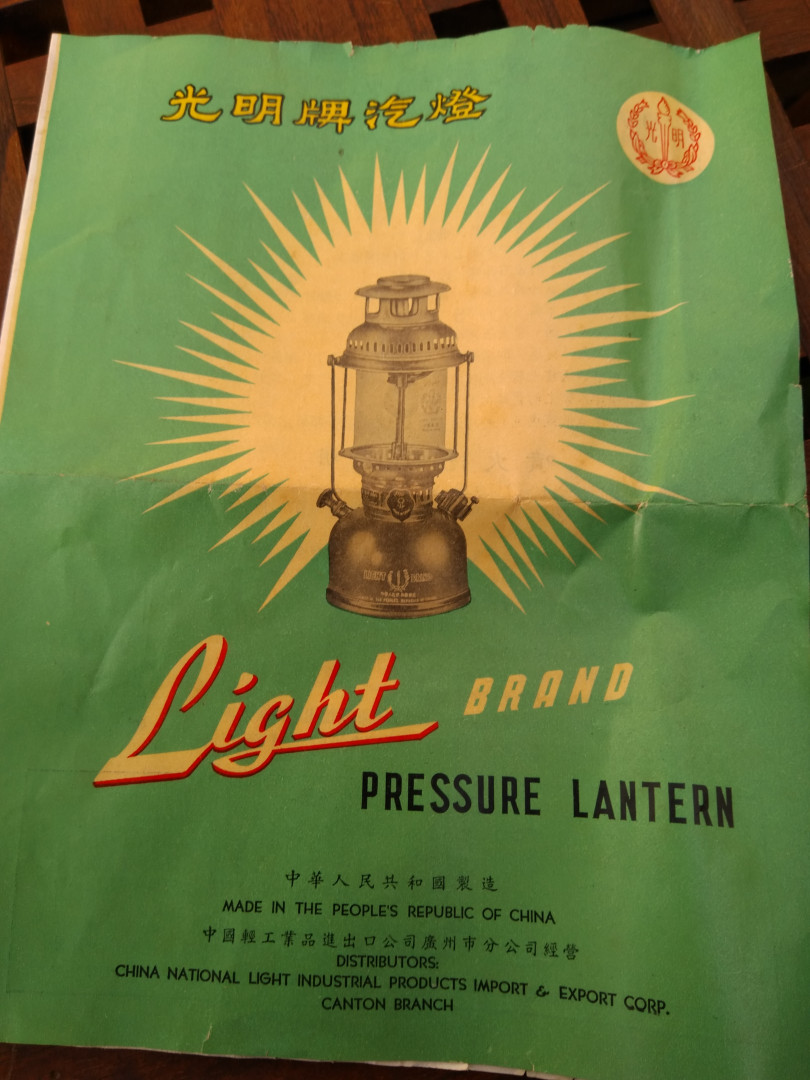 光明牌汽燈
光明
LIGHT BRAND
Light BRAND
PRESSURE LANTERN
中華人民共和國製造
MADE IN THE PEOPLE'S REPUBLIC OF CHINA
中國輕工業品進出口公司廣州市分公司經營
DISTRIBUTORS:
CHINA NATIONAL LIGHT INDUSTRIAL PRODUCTS IMPORT & EXPORT CORP.
CANTON BRANCH